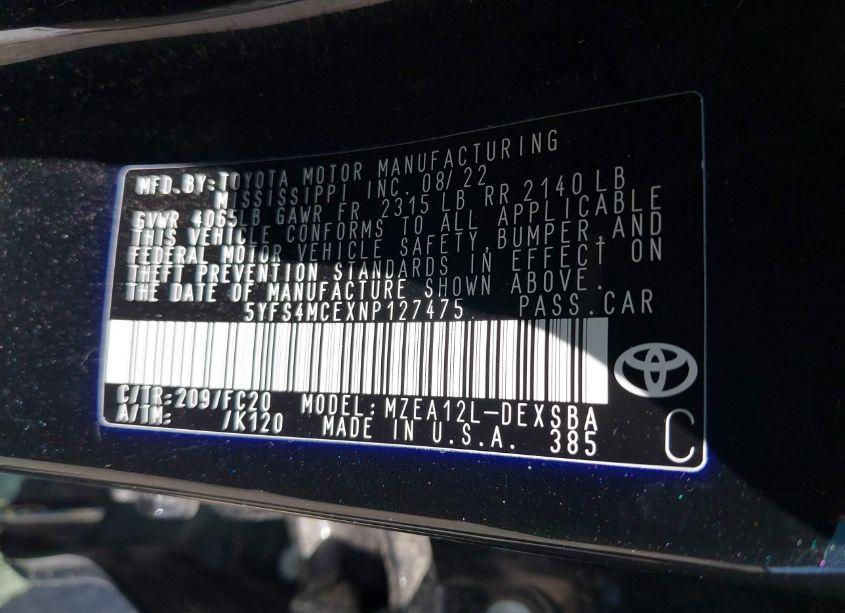 MFD. BY: TOYOTA MOTOR MANUFACTURING
MISSISSIPPI INC. 08/22
GVWR 4065LB GAWR FR 2315 LB RR 2140 LB
THIS VEHICLE CONFORMS TO ALL APPLICABLE
FEDERAL MOTOR VEHICLE SAFETY, BUMPER, AND
THEFT PREVENTION STANDARDS IN EFFECT ON
THE DATE OF MANUFACTURE SHOWN ABOVE.
5YFS4MCEXNP127475 PASS.CAR
C/TR: 209/FC20 MODEL: MZEA12L-DEXSBA
A/TM: /K120 MADE IN U.S.A. 385
C